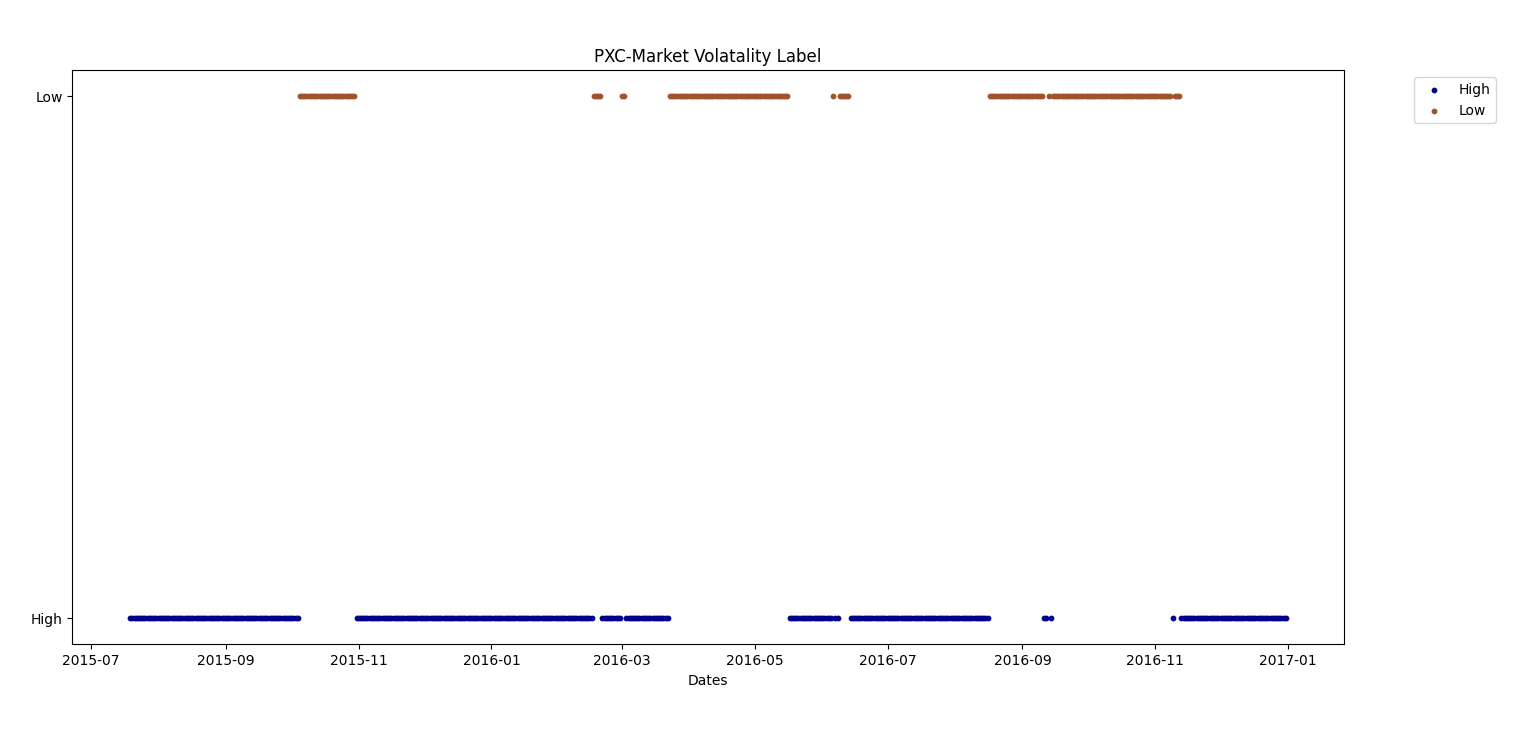 PXC-Market Volatality Label
Low
High
High
Low
2015-07
2015-09
2015-11
2016-01
2016-03
2016-05
2016-07
2016-09
2016-11
2017-01
Dates